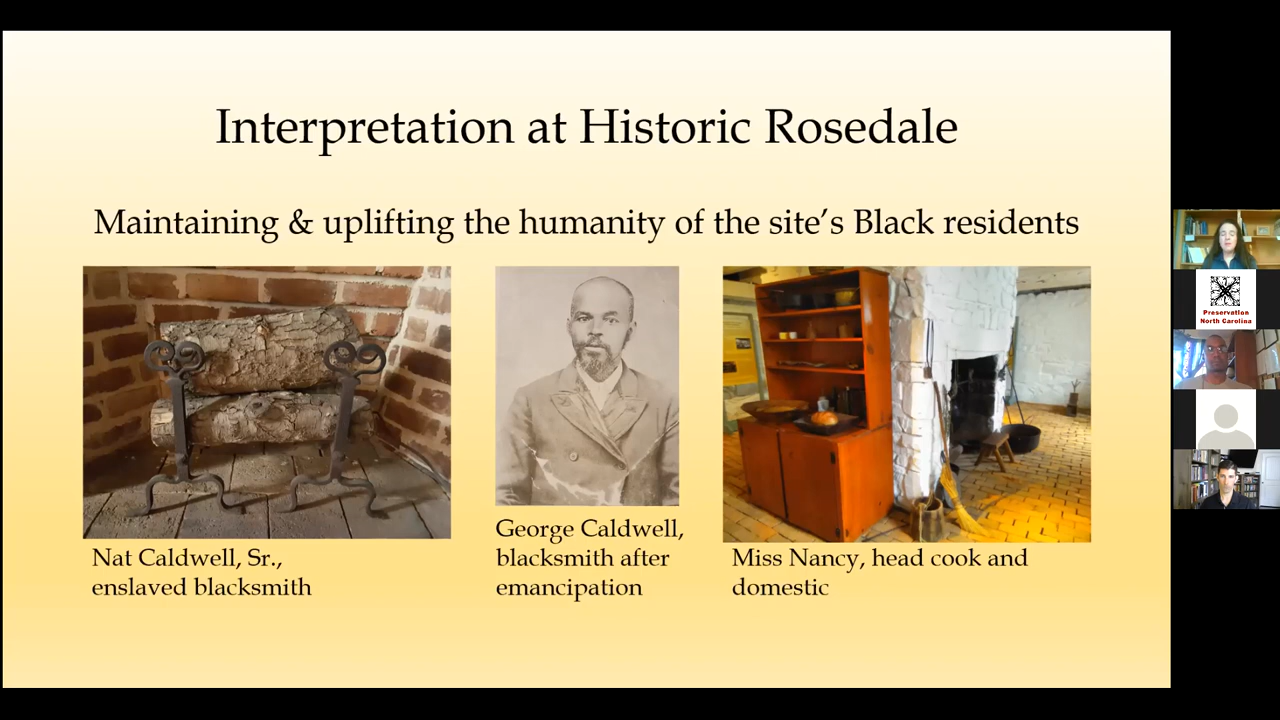 Interpretation at Historic Rosedale
Maintaining & uplifting the humanity of the site’s Black residents
Nat Caldwell, Sr.,
enslaved blacksmith
George Caldwell,
blacksmith after
emancipation
Miss Nancy, head cook and
domestic
Preservation
North Carolina